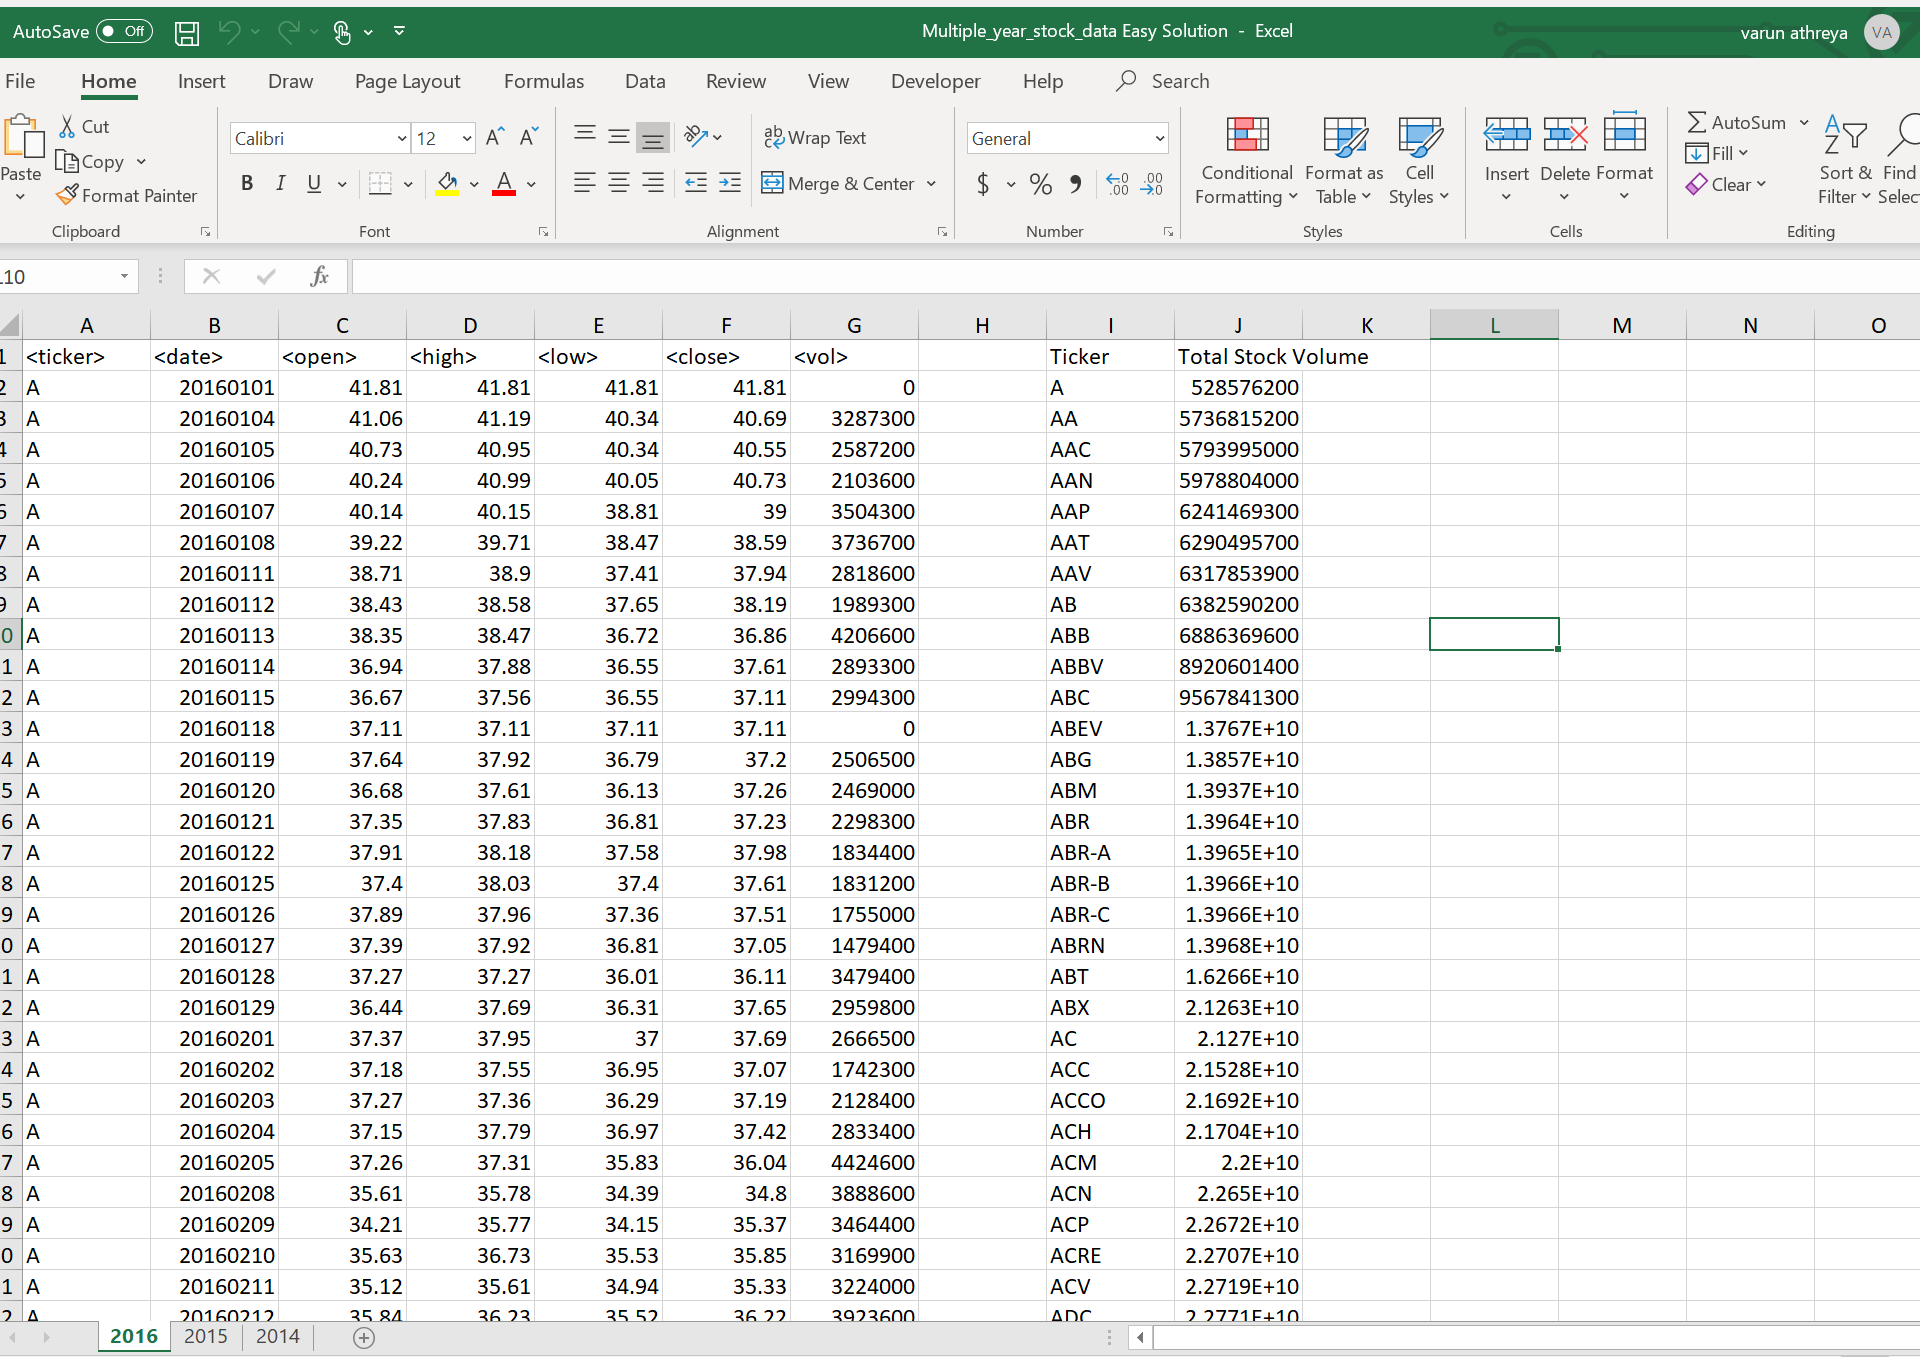 AutoSave Off Multiple_year_stock_data Easy Solution - Excel varun athreya VA
File Home Insert Draw Page Layout Formulas Data Review View Developer Help Search
Paste Cut Copy Format Painter Clipboard
Calibri 12 A A B I U A Font
Wrap Text Merge & Center Alignment
General $ % Number
Conditional Formatting Format as Table Cell Styles Styles
Insert Delete Format Cells
AutoSum Fill Clear Sort & Filter Find Editing
fx
A B C D E F G H I J K L M N O
<ticker> <date> <open> <high> <low> <close> <vol> Ticker Total Stock Volume
A 20160101 41.81 41.81 41.81 41.81 0 A 528576200
A 20160104 41.06 41.19 40.34 40.69 3287300 AA 5736815200
A 20160105 40.73 40.95 40.34 40.55 2587200 AAC 5793995000
A 20160106 40.24 40.99 40.05 40.73 2103600 AAN 5978804000
A 20160107 40.14 40.15 38.81 39 3504300 AAP 6241469300
A 20160108 39.22 39.71 38.47 38.59 3736700 AAT 6290495700
A 20160111 38.71 38.9 37.41 37.94 2818600 AAV 6317853900
A 20160112 38.43 38.58 37.65 38.19 1989300 AB 6382590200
A 20160113 38.35 38.47 36.72 36.86 4206600 ABB 6886369600
A 20160114 36.94 37.88 36.55 37.61 2893300 ABBV 8920601400
A 20160115 36.67 37.56 36.55 37.11 2994300 ABC 9567841300
A 20160118 37.11 37.11 37.11 37.11 0 ABEV 1.3767E+10
A 20160119 37.64 37.92 36.79 37.2 2506500 ABG 1.3857E+10
A 20160120 36.68 37.61 36.13 37.26 2469000 ABM 1.3937E+10
A 20160121 37.35 37.83 36.81 37.23 2298300 ABR 1.3964E+10
A 20160122 37.91 38.18 37.58 37.98 1834400 ABR-A 1.3965E+10
A 20160125 37.4 38.03 37.4 37.61 1831200 ABR-B 1.3966E+10
A 20160126 37.89 37.96 37.36 37.51 1755000 ABR-C 1.3966E+10
A 20160127 37.39 37.92 36.81 37.05 1479400 ABRN 1.3968E+10
A 20160128 37.27 37.27 36.01 36.11 3479400 ABT 1.6266E+10
A 20160129 36.44 37.69 36.31 37.65 2959800 ABX 2.1263E+10
A 20160201 37.37 37.95 37 37.69 2666500 AC 2.127E+10
A 20160202 37.18 37.55 36.95 37.07 1742300 ACC 2.1528E+10
A 20160203 37.27 37.36 36.29 37.19 2128400 ACCO 2.1692E+10
A 20160204 37.15 37.79 36.97 37.42 2833400 ACH 2.1704E+10
A 20160205 37.26 37.31 35.83 36.04 4424600 ACM 2.2E+10
A 20160208 35.61 35.78 34.39 34.8 3888600 ACN 2.265E+10
A 20160209 34.21 35.77 34.15 35.37 3464400 ACP 2.2672E+10
A 20160210 35.63 36.73 35.53 35.85 3169900 ACRE 2.2707E+10
A 20160211 35.12 35.61 34.94 35.33 3224000 ACV 2.2719E+10
A 20160212 35.84 36.23 35.52 36.22 3923600 ADC 2.2771E+10
2016 2015 2014